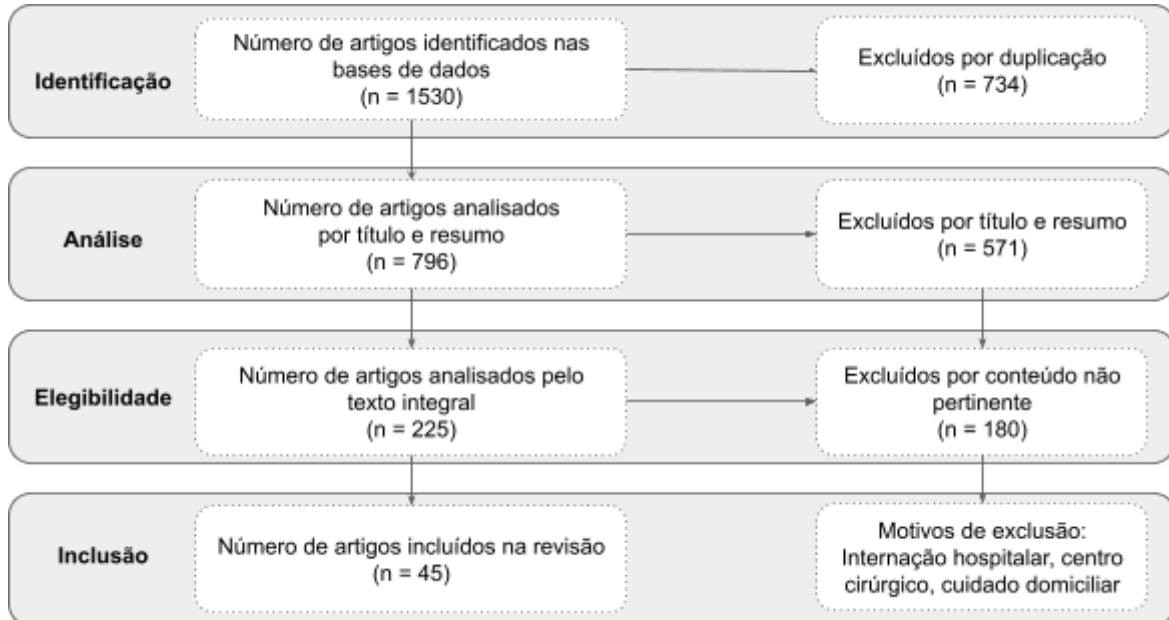 Identificação
Número de artigos identificados nas
bases de dados
(n = 1530)
Excluídos por duplicação
(n = 734)
Análise
Número de artigos analisados
por título e resumo
(n = 796)
Excluídos por título e resumo
(n = 571)
Elegibilidade
Número de artigos analisados pelo
texto integral
(n = 225)
Excluídos por conteúdo não
pertinente
(n = 180)
Inclusão
Número de artigos incluídos na revisão
(n = 45)
Motivos de exclusão:
Internação hospitalar, centro
cirúrgico, cuidado domiciliar